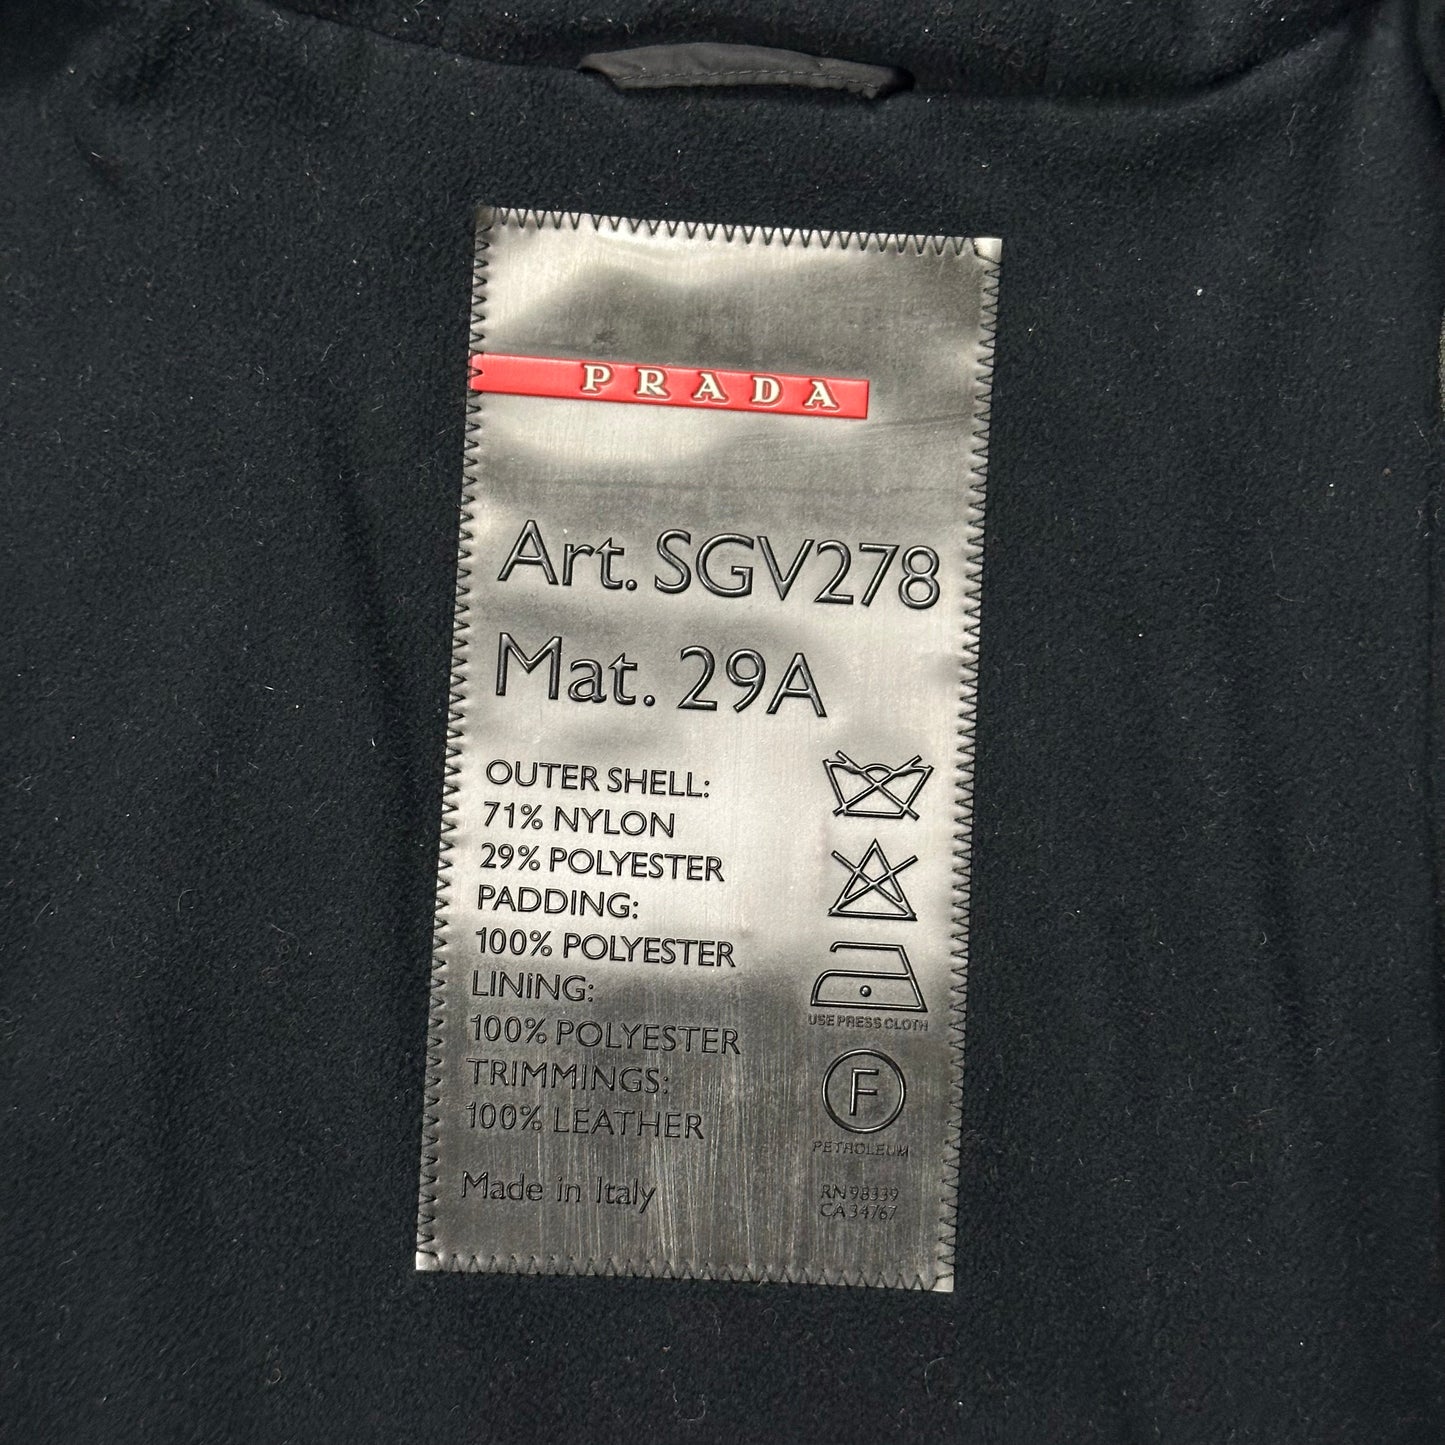 PRADA
Art. SGV278
Mat. 29A
OUTER SHELL:
71% NYLON
29% POLYESTER
PADDING:
100% POLYESTER
LINiNG:
100% POLYESTER
TRIMMINGS:
100% LEATHER
Made in Italy
USE PRESS CLOTH
F
PETROLEUM
RN 98339
CA 34767